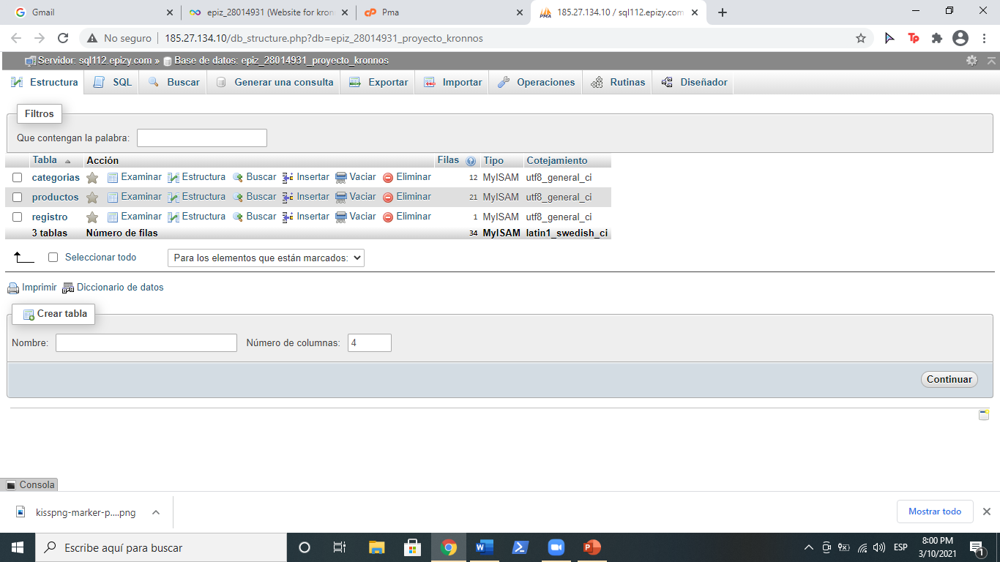 Gmail
epiz_28014931 (Website for kron
Pma
185.27.134.10 / sql112.epizy.com
No seguro
185.27.134.10/db_structure.php?db=epiz_28014931_proyecto_kronnos
Servidor: sql112.epizy.com » Base de datos: epiz_28014931_proyecto_kronnos
Estructura SQL Buscar Generar una consulta Exportar Importar Operaciones Rutinas Diseñador
Filtros
Que contengan la palabra:
Tabla Acción Filas Tipo Cotejamiento
categorias Examinar Estructura Buscar Insertar Vaciar Eliminar 12 MyISAM utf8_general_ci
productos Examinar Estructura Buscar Insertar Vaciar Eliminar 21 MyISAM utf8_general_ci
registro Examinar Estructura Buscar Insertar Vaciar Eliminar 1 MyISAM utf8_general_ci
3 tablas Número de filas 34 MyISAM latin1_swedish_ci
Seleccionar todo Para los elementos que están marcados:
Imprimir Diccionario de datos
Crear tabla
Nombre: Número de columnas: 4
Continuar
Consola
kisspng-marker-p....png
Mostrar todo
Escribe aquí para buscar
ESP
8:00 PM
3/10/2021
1